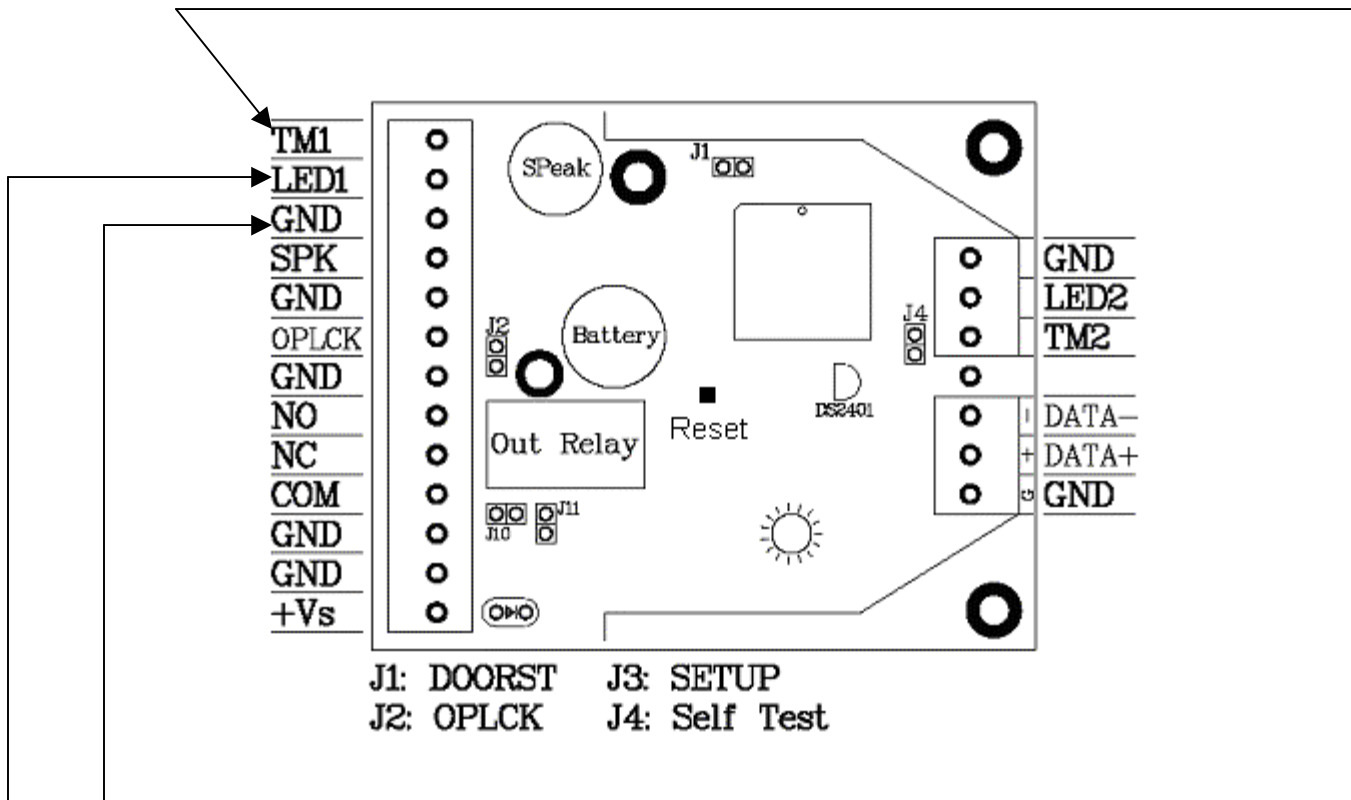 TM1
LED1
GND
SPK
GND
OPLCK
GND
NO
NC
COM
GND
GND
+Vs
SPeak
J1
J2
Battery
J4
Reset
DS2401
Out Relay
J10
J11
GND
LED2
TM2
- DATA-
+ DATA+
G GND
J1: DOORST J3: SETUP
J2: OPLCK J4: Self Test